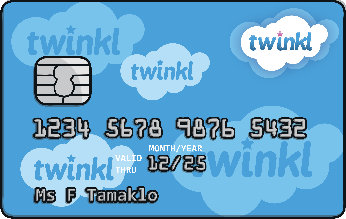 twinkl
twinkl
twinkl
1234 5678 9876 5432
MONTH/YEAR
VALID THRU 12/25
twinkl
twinkl
Ms F Tamaklo